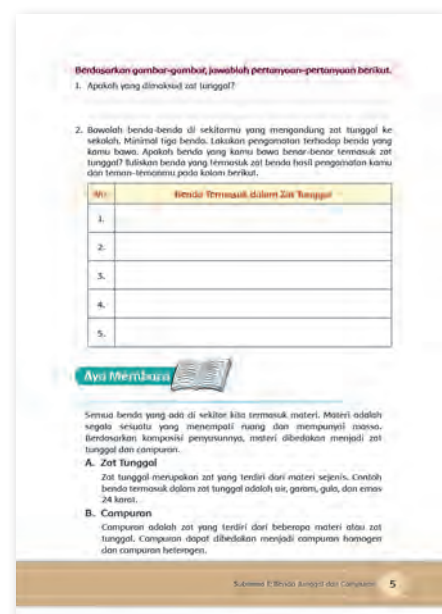 Berdasarkan gambar-gambar, jawablah pertanyaan-pertanyaan berikut.
1. Apakah yang dimaksud zat tunggal?
2. Bawalah benda-benda di sekitarmu yang mengandung zat tunggal ke
sekolah. Minimal tiga benda. Lakukan pengamatan terhadap benda yang
kamu bawa. Apakah benda yang kamu bawa benar-benar termasuk zat
tunggal? Tuliskan benda yang termasuk zat benda hasil pengamatan kamu
dan teman-temanmu pada kolom berikut.
No Benda Termasuk dalam Zat Tunggal
1.
2.
3.
4.
5.
Ayo Membaca
Semua benda yang ada di sekitar kita termasuk materi. Materi adalah
segala sesuatu yang menempati ruang dan mempunyai massa.
Berdasarkan komposisi penyusunnya, materi dibedakan menjadi zat
tunggal dan campuran.
A. Zat Tunggal
Zat tunggal merupakan zat yang terdiri dari materi sejenis. Contoh
benda termasuk dalam zat tunggal adalah air, garam, gula, dan emas
24 karat.
B. Campuran
Campuran adalah zat yang terdiri dari beberapa materi atau zat
tunggal. Campuran dapat dibedakan menjadi campuran homogen
dan campuran heterogen.
Subtema 1: Benda Tunggal dan Campuran 5